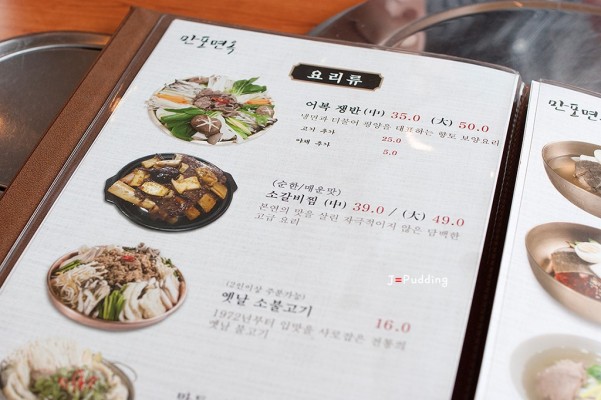 만포면옥
요리류
어복 쟁반 (中) 35.0 (大) 50.0
냉면과 더불어 평양을 대표하는 향토 보양요리
고기 추가 25.0
야채 추가 5.0
(순한/매운맛)
소갈비찜 (中) 39.0 / (大) 49.0
본연의 맛을 살린 자극적이지 않은 담백한
고급 요리
(2인이상 주문가능)
옛날 소불고기 16.0
1972년부터 입맛을 사로잡은 전통의
옛날 불고기
만포면옥
J=Pudding